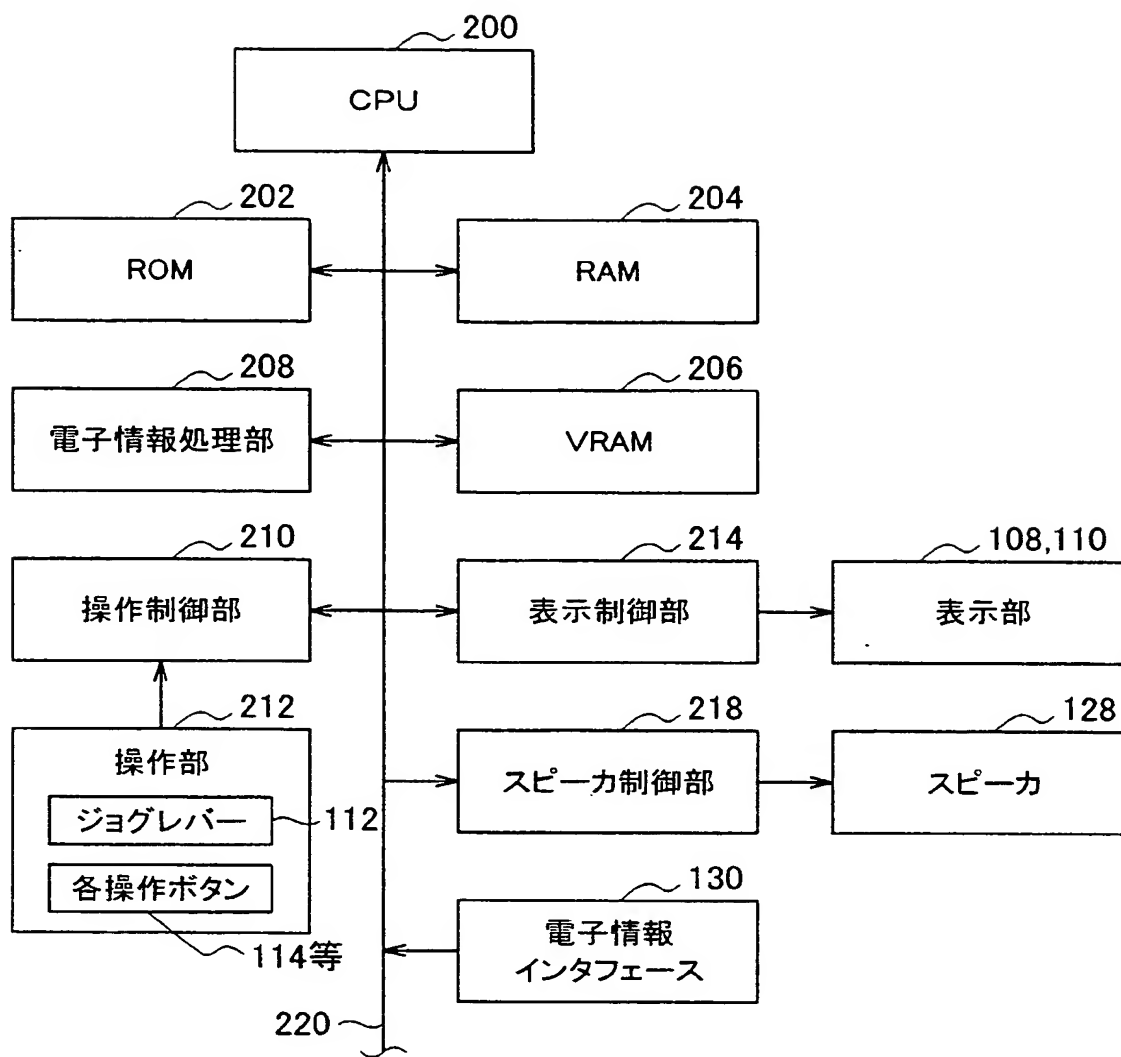 200
CPU
202
ROM
204
RAM
208
電子情報処理部
206
VRAM
210
操作制御部
214
表示制御部
108,110
表示部
212
操作部
ジョグレバー
112
各操作ボタン
114等
218
スピーカ制御部
128
スピーカ
130
電子情報
インタフェース
220